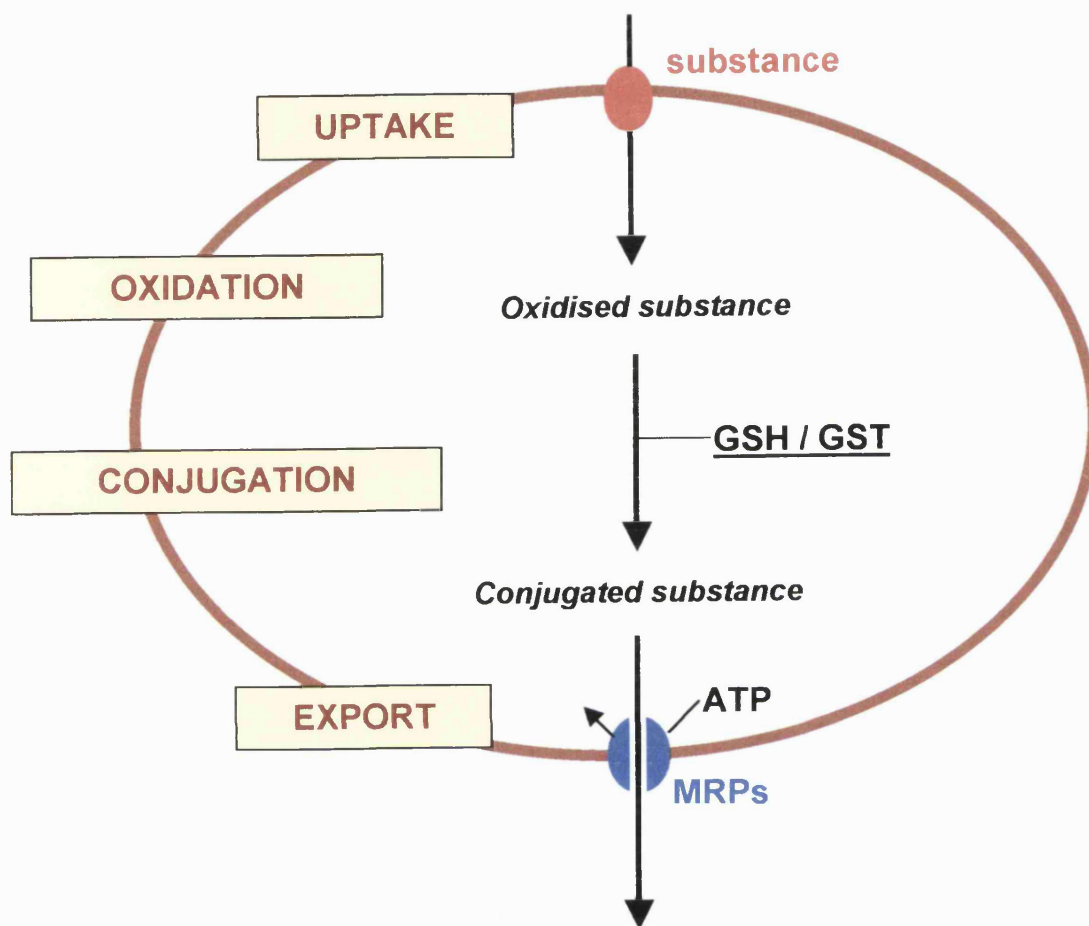 substance
UPTAKE
OXIDATION
Oxidised substance
GSH / GST
CONJUGATION
Conjugated substance
EXPORT
ATP
MRPs